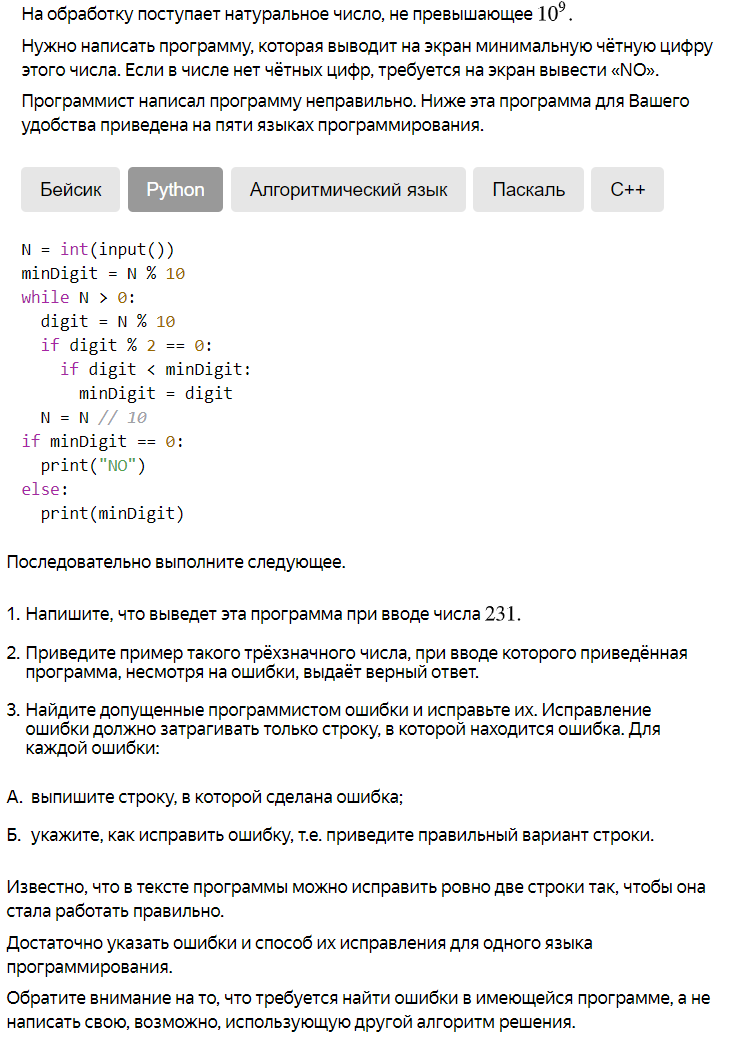 На обработку поступает натуральное число, не превышающее 10⁹.
Нужно написать программу, которая выводит на экран минимальную чётную цифру
этого числа. Если в числе нет чётных цифр, требуется на экран вывести «NO».
Программист написал программу неправильно. Ниже эта программа для Вашего
удобства приведена на пяти языках программирования.
Бейсик Python Алгоритмический язык Паскаль C++
N = int(input())
minDigit = N % 10
while N > 0:
  digit = N % 10
  if digit % 2 == 0:
    if digit < minDigit:
      minDigit = digit
  N = N // 10
if minDigit == 0:
  print("NO")
else:
  print(minDigit)
Последовательно выполните следующее.
1. Напишите, что выведет эта программа при вводе числа 231.
2. Приведите пример такого трёхзначного числа, при вводе которого приведённая
программа, несмотря на ошибки, выдаёт верный ответ.
3. Найдите допущенные программистом ошибки и исправьте их. Исправление
ошибки должно затрагивать только строку, в которой находится ошибка. Для
каждой ошибки:
А. выпишите строку, в которой сделана ошибка;
Б. укажите, как исправить ошибку, т.е. приведите правильный вариант строки.
Известно, что в тексте программы можно исправить ровно две строки так, чтобы она
стала работать правильно.
Достаточно указать ошибки и способ их исправления для одного языка
программирования.
Обратите внимание на то, что требуется найти ошибки в имеющейся программе, а не
написать свою, возможно, использующую другой алгоритм решения.